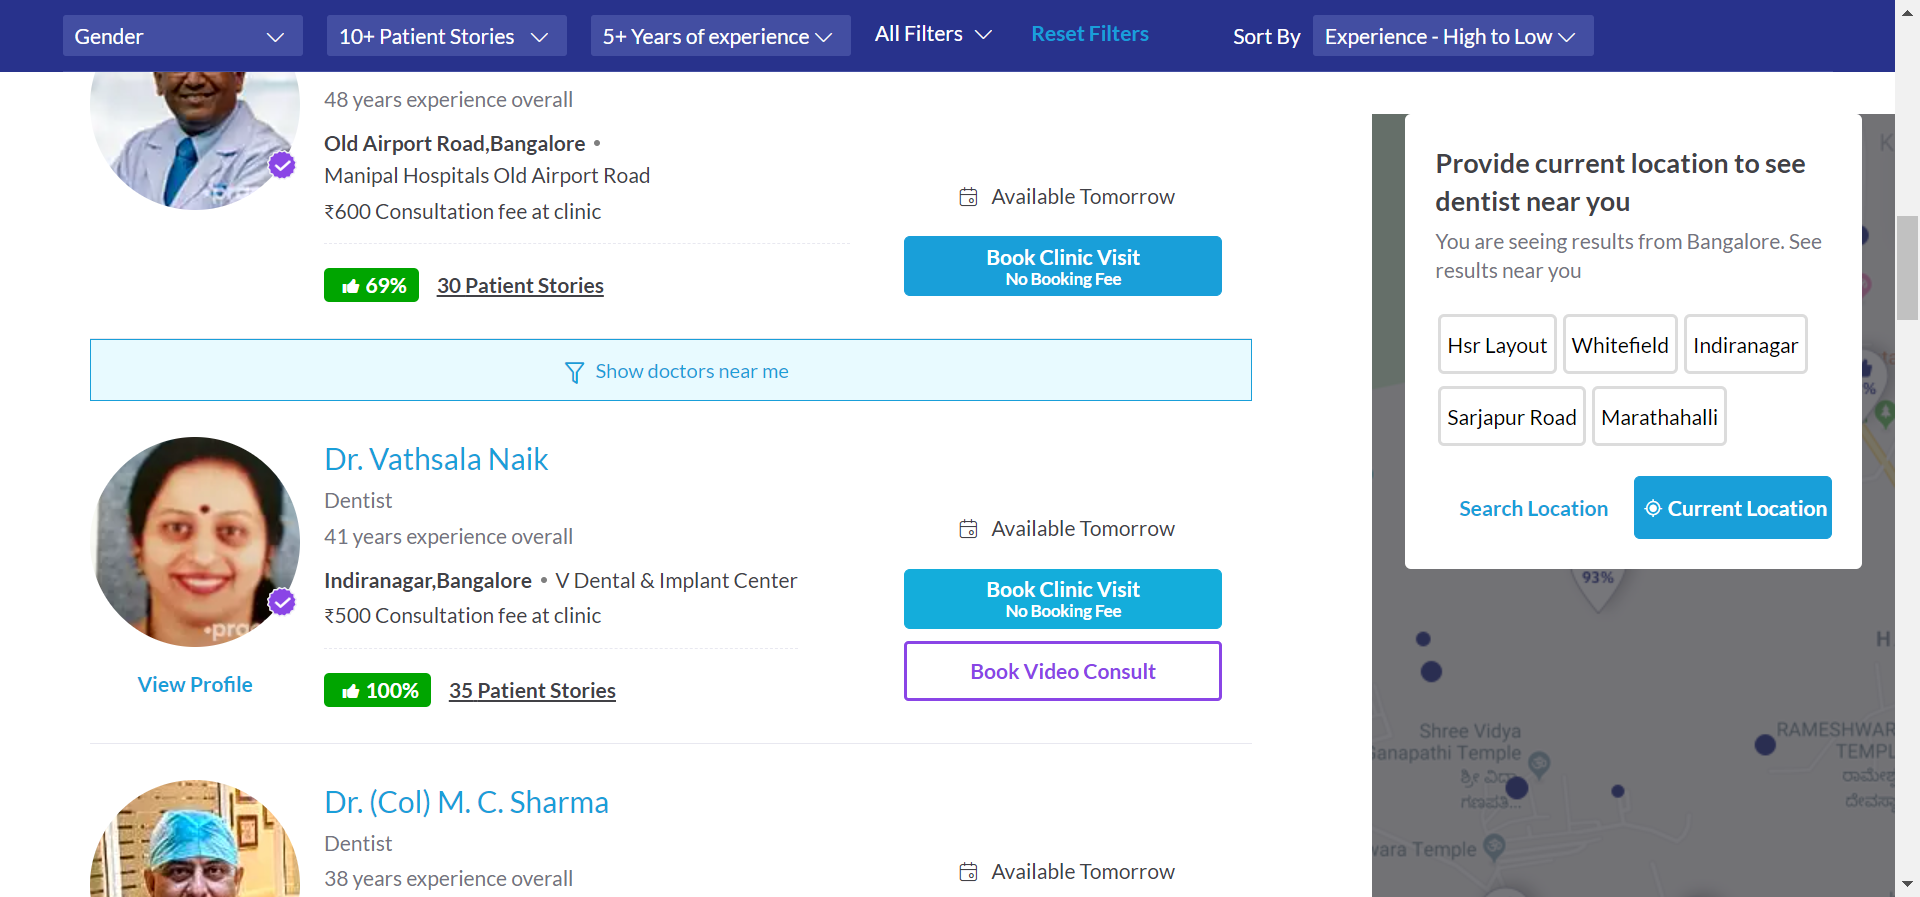 Gender
10+ Patient Stories
5+ Years of experience
All Filters
Reset Filters
Sort By
Experience - High to Low
48 years experience overall
Old Airport Road,Bangalore •
Manipal Hospitals Old Airport Road
₹600 Consultation fee at clinic
69%
30 Patient Stories
Available Tomorrow
Book Clinic Visit
No Booking Fee
Show doctors near me
Dr. Vathsala Naik
Dentist
41 years experience overall
Indiranagar,Bangalore • V Dental & Implant Center
₹500 Consultation fee at clinic
100%
35 Patient Stories
View Profile
Available Tomorrow
Book Clinic Visit
No Booking Fee
Book Video Consult
Dr. (Col) M. C. Sharma
Dentist
38 years experience overall
Available Tomorrow
Provide current location to see
dentist near you
You are seeing results from Bangalore. See
results near you
Hsr Layout
Whitefield
Indiranagar
Sarjapur Road
Marathahalli
Search Location
Current Location
93%
Shree Vidya
Ganapathi Temple
ಶ್ರೀ ವಿದ್ಯಾ
ಗಣಪತಿ...
RAMESHWAR
TEMPL
wara Temple